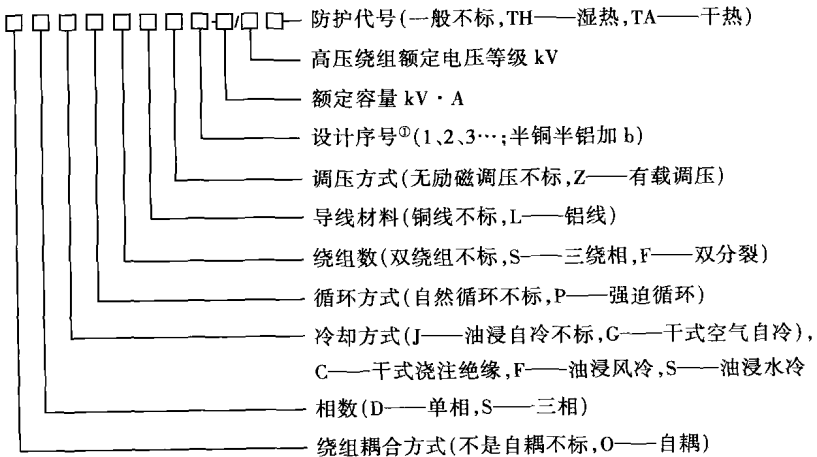 □□□□□□□□-□/□□ 防护代号(一般不标,TH——湿热,TA——干热)
高压绕组额定电压等级 kV
额定容量 kV·A
设计序号①(1、2、3…;半铜半铝加 b)
调压方式(无励磁调压不标,Z——有载调压)
导线材料(铜线不标,L——铝线)
绕组数(双绕组不标,S——三绕相,F——双分裂)
循环方式(自然循环不标,P——强迫循环)
冷却方式(J——油浸自冷不标,G——干式空气自冷),
C——干式浇注绝缘,F——油浸风冷,S——油浸水冷
相数(D——单相,S——三相)
绕组耦合方式(不是自耦不标,O——自耦)